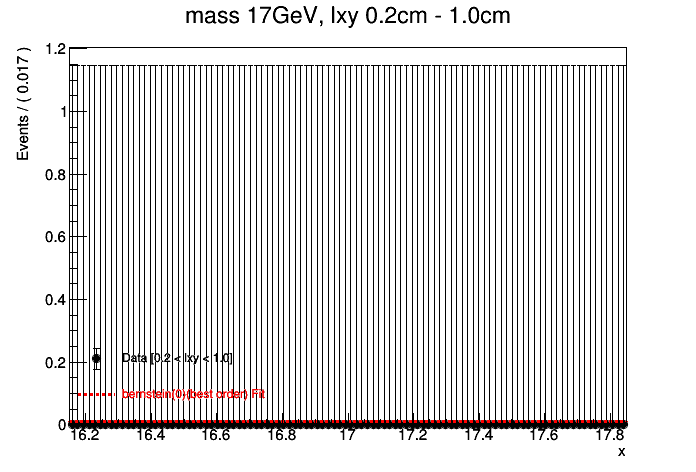 mass 17GeV, lxy 0.2cm - 1.0cm
Events / ( 0.017 )
1.2
1
0.8
0.6
0.4
0.2
0
Data [0.2 < lxy < 1.0]
bernstein[0](best order) Fit
16.2 16.4 16.6 16.8 17 17.2 17.4 17.6 17.8
x